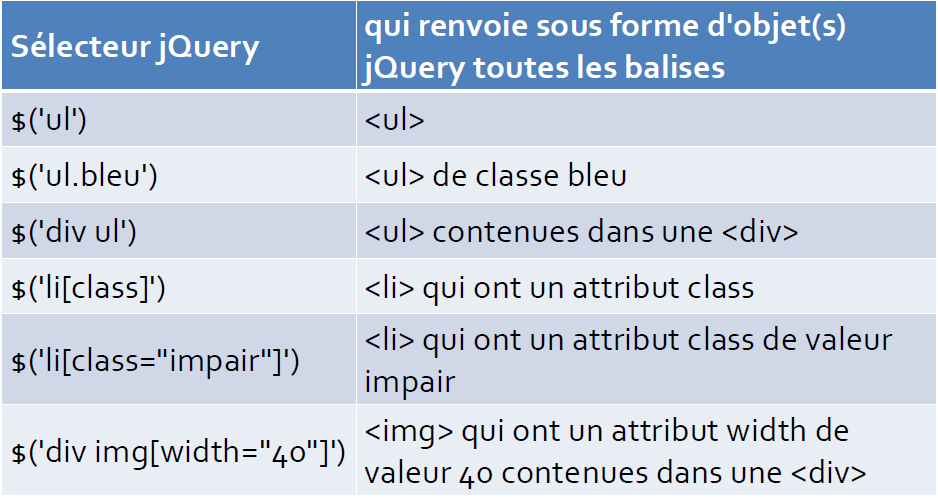 Sélecteur jQuery
qui renvoie sous forme d'objet(s)
jQuery toutes les balises
$('ul')
<ul>
$('ul.bleu')
<ul> de classe bleu
$('div ul')
<ul> contenues dans une <div>
$('li[class]')
<li> qui ont un attribut class
$('li[class="impair"]')
<li> qui ont un attribut class de valeur
impair
$('div img[width="40"]')
<img> qui ont un attribut width de
valeur 40 contenues dans une <div>